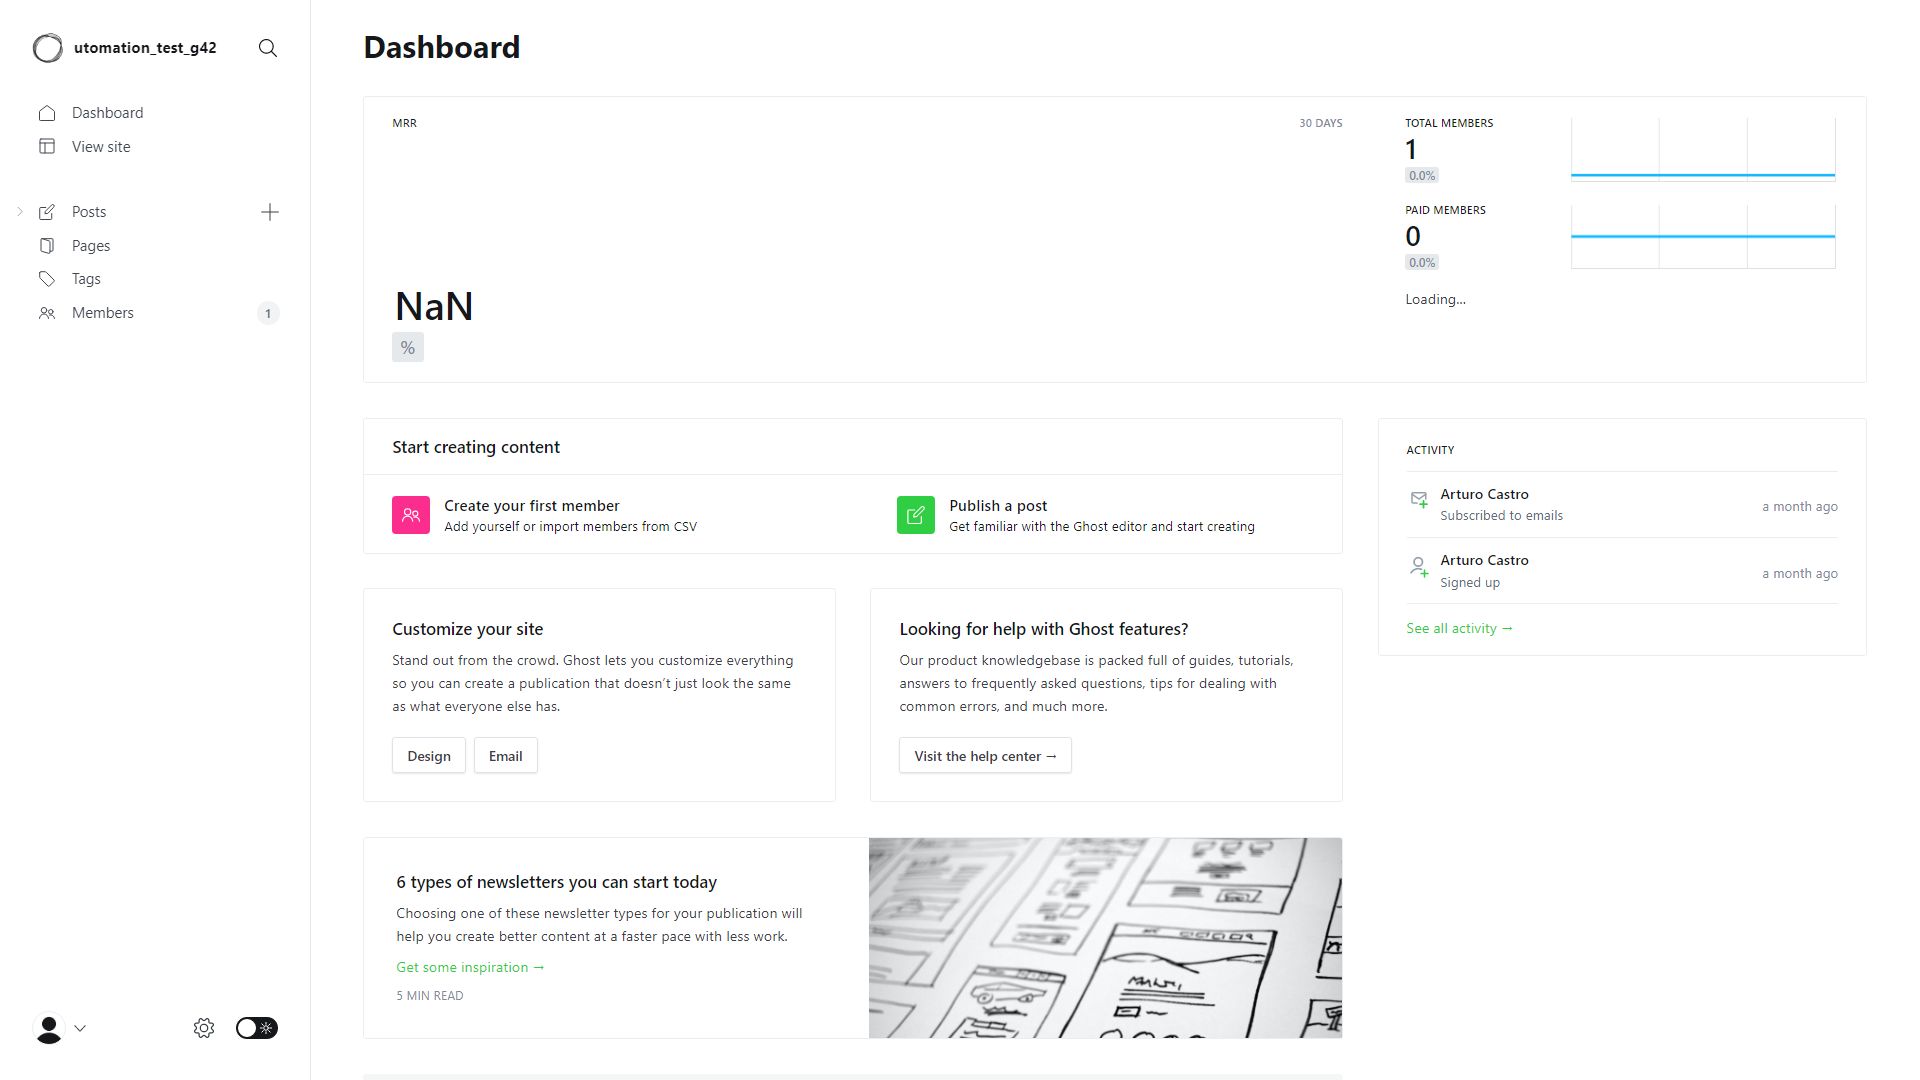 utomation_test_g42
Dashboard
View site
Posts
Pages
Tags
Members
1
Dashboard
MRR
30 DAYS
NaN
%
TOTAL MEMBERS
1
0.0%
PAID MEMBERS
0
0.0%
Loading...
Start creating content
Create your first member
Add yourself or import members from CSV
Publish a post
Get familiar with the Ghost editor and start creating
ACTIVITY
Arturo Castro
Subscribed to emails
a month ago
Arturo Castro
Signed up
a month ago
See all activity →
Customize your site
Stand out from the crowd. Ghost lets you customize everything
so you can create a publication that doesn’t just look the same
as what everyone else has.
Design
Email
Looking for help with Ghost features?
Our product knowledgebase is packed full of guides, tutorials,
answers to frequently asked questions, tips for dealing with
common errors, and much more.
Visit the help center →
6 types of newsletters you can start today
Choosing one of these newsletter types for your publication will
help you create better content at a faster pace with less work.
Get some inspiration →
5 MIN READ